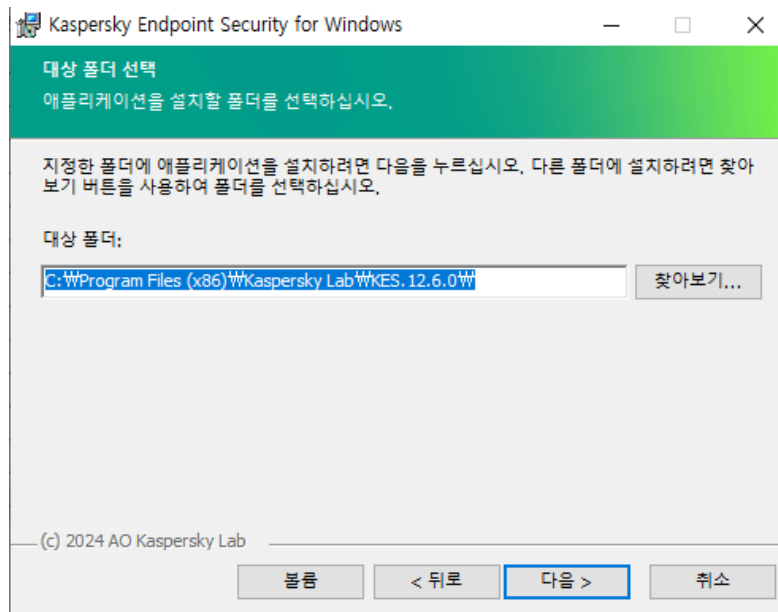 Kaspersky Endpoint Security for Windows
대상 폴더 선택
애플리케이션을 설치할 폴더를 선택하십시오.
지정한 폴더에 애플리케이션을 설치하려면 다음을 누르십시오. 다른 폴더에 설치하려면 찾아
보기 버튼을 사용하여 폴더를 선택하십시오.
대상 폴더:
C:₩Program Files (x86)₩Kaspersky Lab₩KES.12.6.0₩
찾아보기...
(c) 2024 AO Kaspersky Lab
볼륨
< 뒤로
다음 >
취소